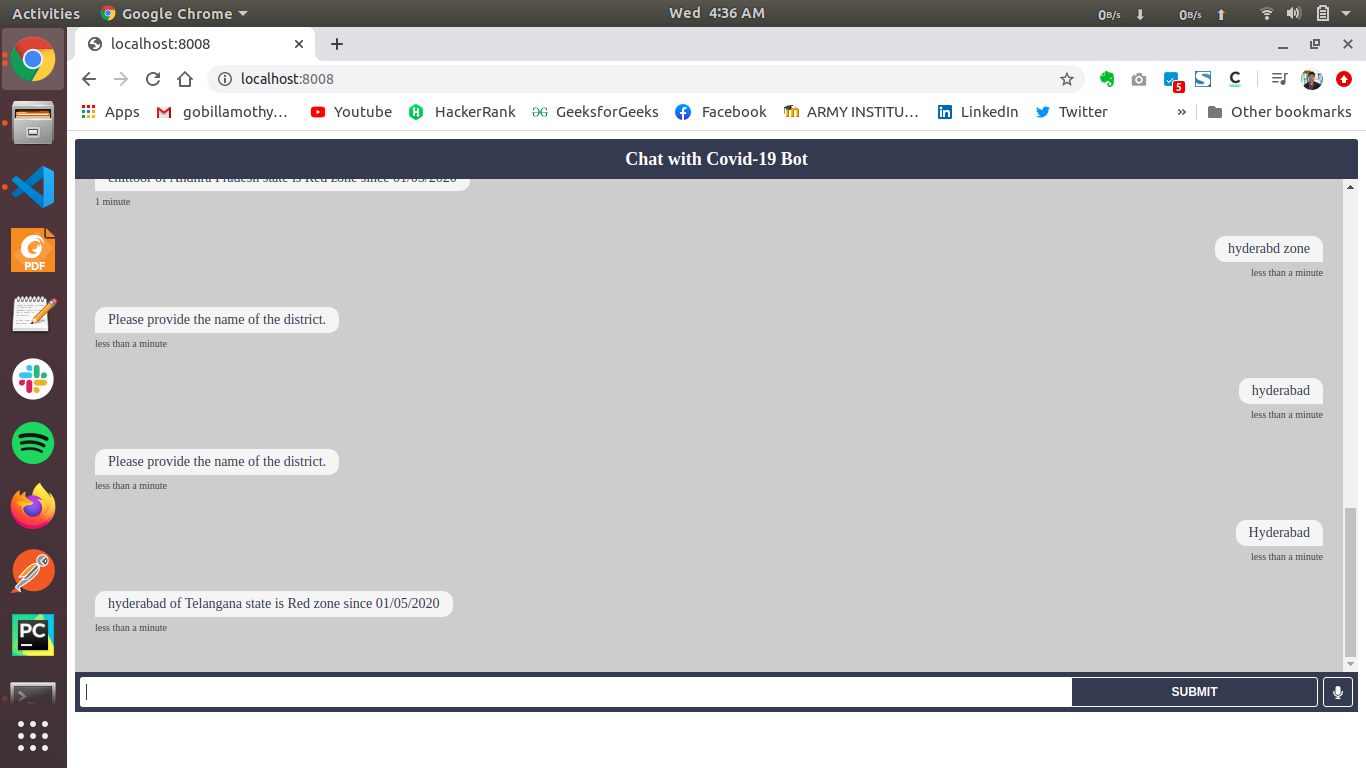 Activities Google Chrome Wed 4:36 AM 0B/s 0B/s
localhost:8008
localhost:8008 5
Apps gobillamothy... Youtube HackerRank GeeksforGeeks Facebook ARMY INSTITU... LinkedIn Twitter » Other bookmarks
Chat with Covid-19 Bot
chittoor of Andhra Pradesh state is Red zone since 01/05/2020
1 minute
hyderabd zone
less than a minute
Please provide the name of the district.
less than a minute
hyderabad
less than a minute
Please provide the name of the district.
less than a minute
Hyderabad
less than a minute
hyderabad of Telangana state is Red zone since 01/05/2020
less than a minute
SUBMIT
PDF
PC